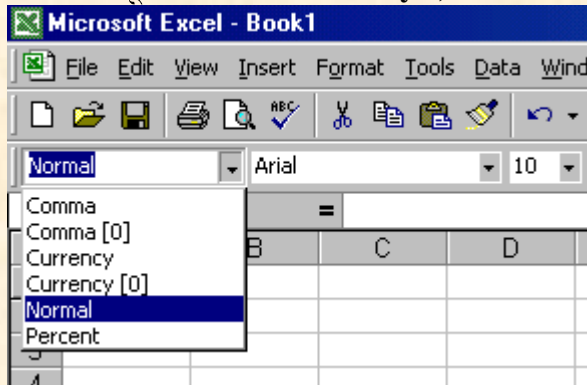 Microsoft Excel - Book1
File Edit View Insert Format Tools Data
ABC
Normal Arial 10
Comma =
Comma [0]
Currency B C D
Currency [0]
Normal
Percent